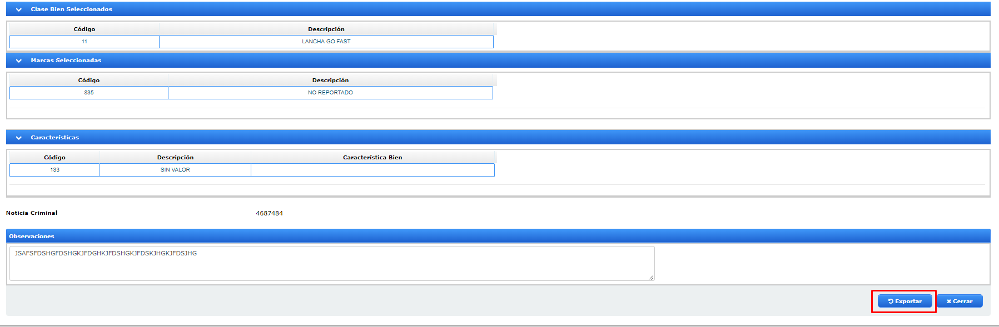 Clase Bien Seleccionados
Código Descripción
11 LANCHA GO FAST
Marcas Seleccionadas
Código Descripción
835 NO REPORTADO
Características
Código Descripción Característica Bien
133 SIN VALOR
Noticia Criminal 4687484
Observaciones
JSAFSFDSHGFDSHGKJFDGHKJFDSHGKJFDSKJHGKJFDSJHG
Exportar Cerrar